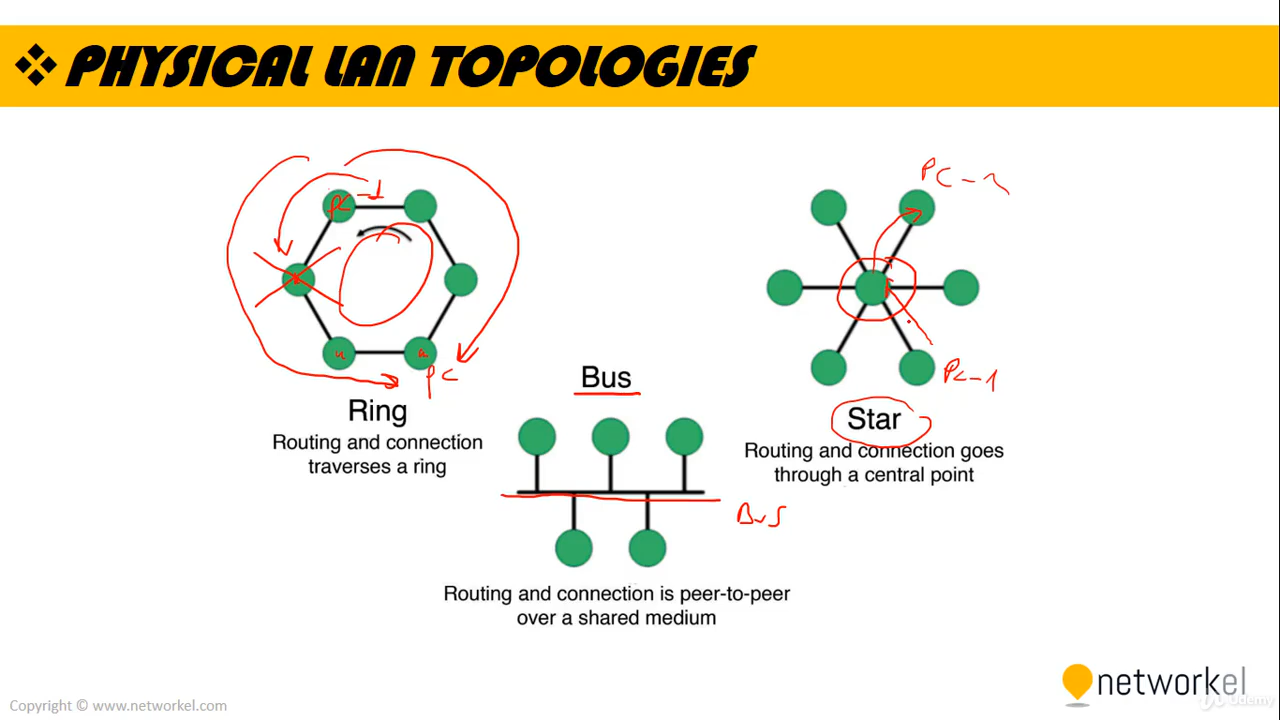 ❖ PHYSICAL LAN TOPOLOGIES
PC
PC
Ring
Routing and connection
traverses a ring
Bus
BUS
Routing and connection is peer-to-peer
over a shared medium
PC-2
PC-1
Star
Routing and connection goes
through a central point
Copyright © www.networkel.com
networkel
Udemy